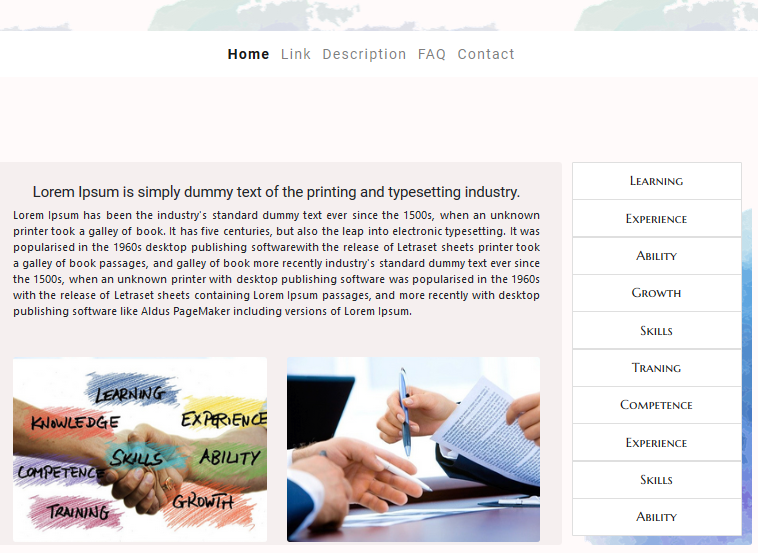 Home Link Description FAQ Contact
Lorem Ipsum is simply dummy text of the printing and typesetting industry.
Lorem Ipsum has been the industry's standard dummy text ever since the 1500s, when an unknown
printer took a galley of book. It has five centuries, but also the leap into electronic typesetting. It was
popularised in the 1960s desktop publishing softwarewith the release of Letraset sheets printer took
a galley of book passages, and galley of book more recently industry's standard dummy text ever since
the 1500s, when an unknown printer with desktop publishing software was popularised in the 1960s
with the release of Letraset sheets containing Lorem Ipsum passages, and more recently with desktop
publishing software like Aldus PageMaker including versions of Lorem Ipsum.
LEARNING
KNOWLEDGE
EXPERIENCE
SKILLS
ABILITY
COMPETENCE
GROWTH
TRAINING
Learning
Experience
Ability
Growth
Skills
Traning
Competence
Experience
Skills
Ability